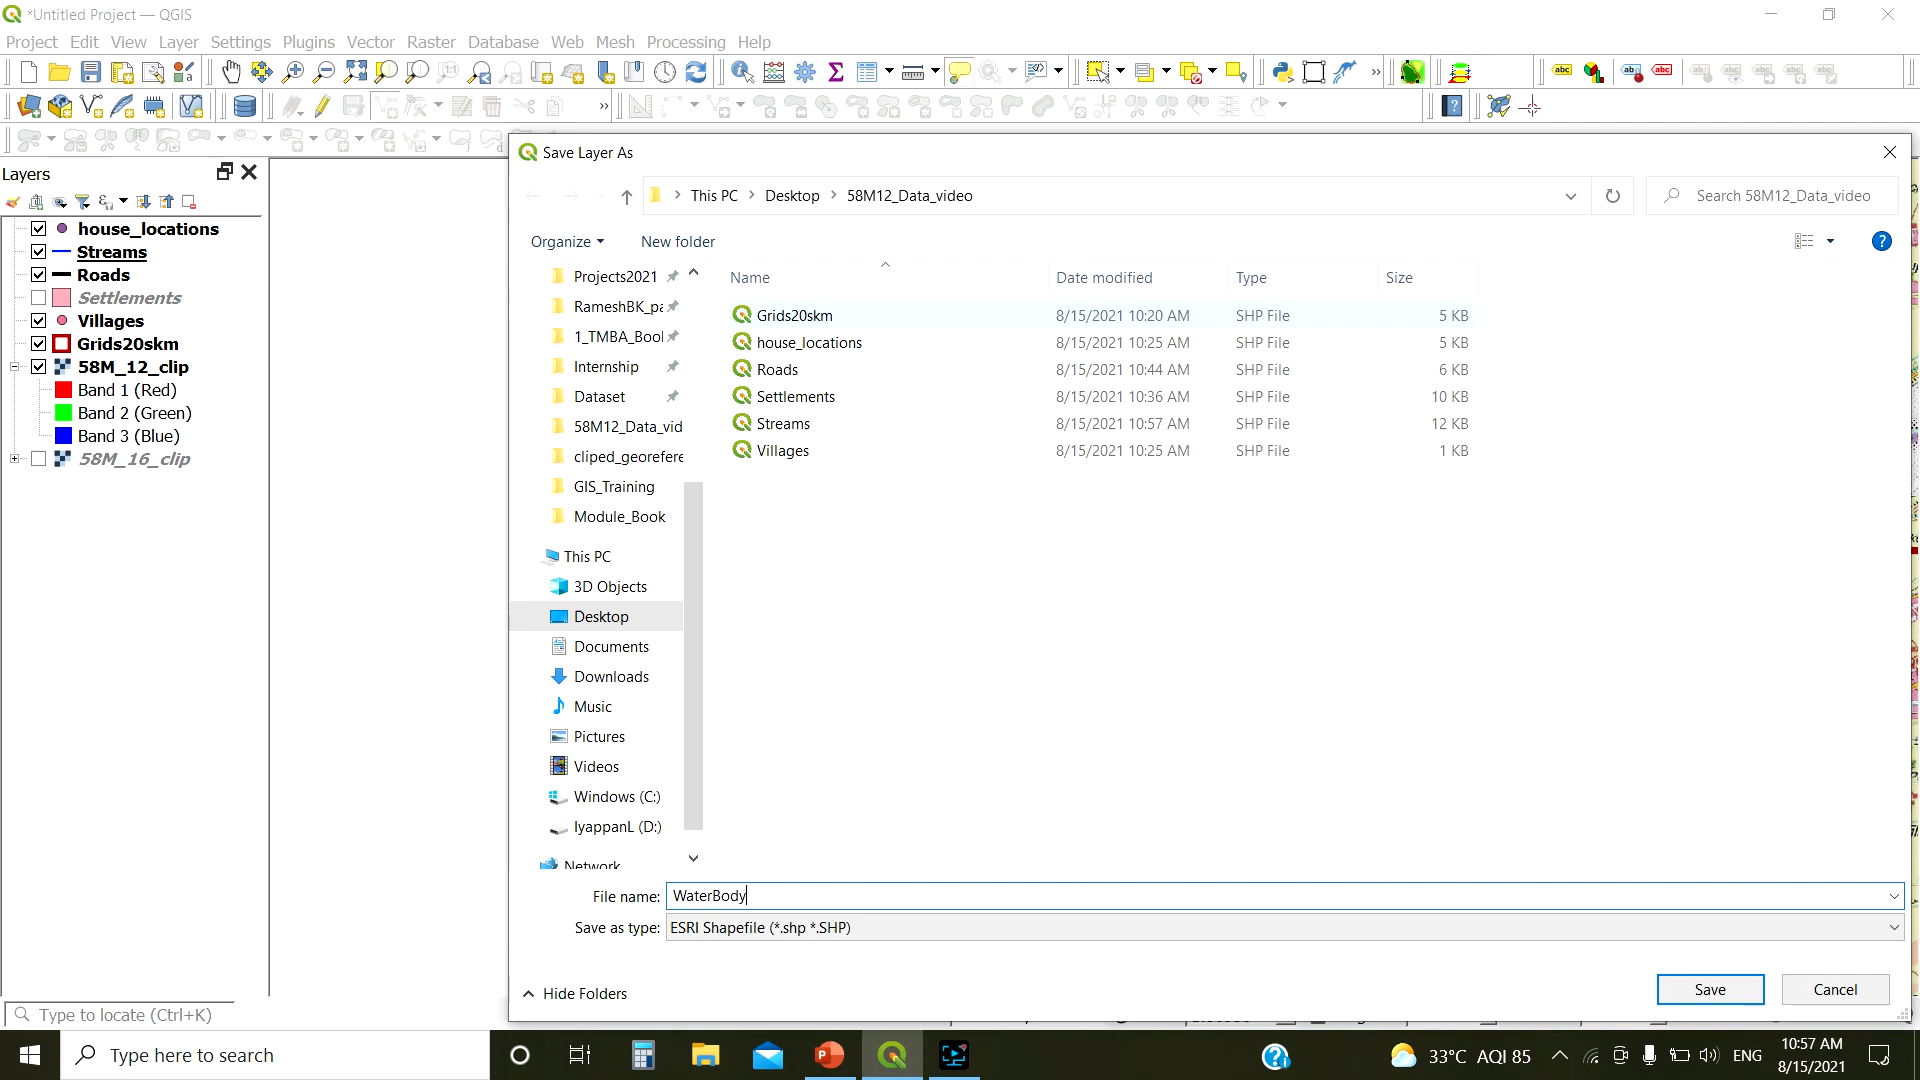 *Untitled Project — QGIS
Project Edit View Layer Settings Plugins Vector Raster Database Web Mesh Processing Help
Layers
house_locations
Streams
Roads
Settlements
Villages
Grids20skm
58M_12_clip
Band 1 (Red)
Band 2 (Green)
Band 3 (Blue)
58M_16_clip
Type to locate (Ctrl+K)
Save Layer As
This PC > Desktop > 58M12_Data_video
Search 58M12_Data_video
Organize New folder
Projects2021
RameshBK_pa
1_TMBA_Bool
Internship
Dataset
58M12_Data_vid
cliped_georefere
GIS_Training
Module_Book
This PC
3D Objects
Desktop
Documents
Downloads
Music
Pictures
Videos
Windows (C:)
IyappanL (D:)
Network
Name Date modified Type Size
Grids20skm 8/15/2021 10:20 AM SHP File 5 KB
house_locations 8/15/2021 10:25 AM SHP File 5 KB
Roads 8/15/2021 10:44 AM SHP File 6 KB
Settlements 8/15/2021 10:36 AM SHP File 10 KB
Streams 8/15/2021 10:57 AM SHP File 12 KB
Villages 8/15/2021 10:25 AM SHP File 1 KB
File name: WaterBody
Save as type: ESRI Shapefile (*.shp *.SHP)
Hide Folders
Save Cancel
Type here to search
33°C AQI 85
ENG
10:57 AM
8/15/2021